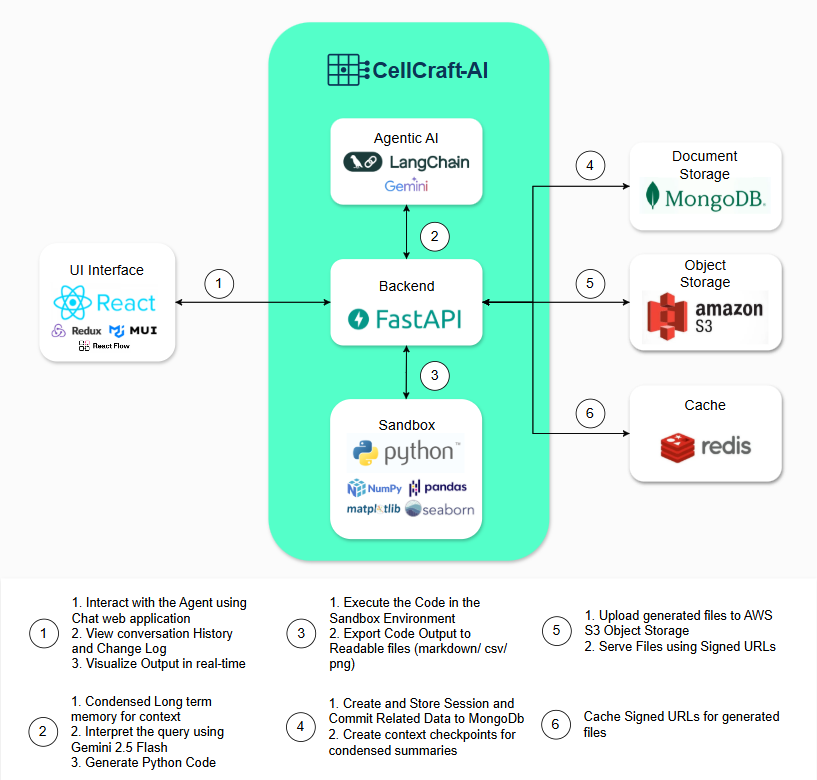 CellCraft-AI
Agentic AI
LangChain
Gemini
2
Backend
FastAPI
3
Sandbox
python™
NumPy
pandas
matplotlib
seaborn
UI Interface
React
Redux
MUI
React Flow
1
4
Document
Storage
MongoDB.
5
Object
Storage
amazon
S3
6
Cache
redis
1
1. Interact with the Agent using
Chat web application
2. View conversation History
and Change Log
3. Visualize Output in real-time
2
1. Condensed Long term
memory for context
2. Interpret the query using
Gemini 2.5 Flash
3. Generate Python Code
3
1. Execute the Code in the
Sandbox Environment
2. Export Code Output to
Readable files (markdown/ csv/
png)
4
1. Create and Store Session and
Commit Related Data to MongoDb
2. Create context checkpoints for
condensed summaries
5
1. Upload generated files to AWS
S3 Object Storage
2. Serve Files using Signed URLs
6
Cache Signed URLs for generated
files